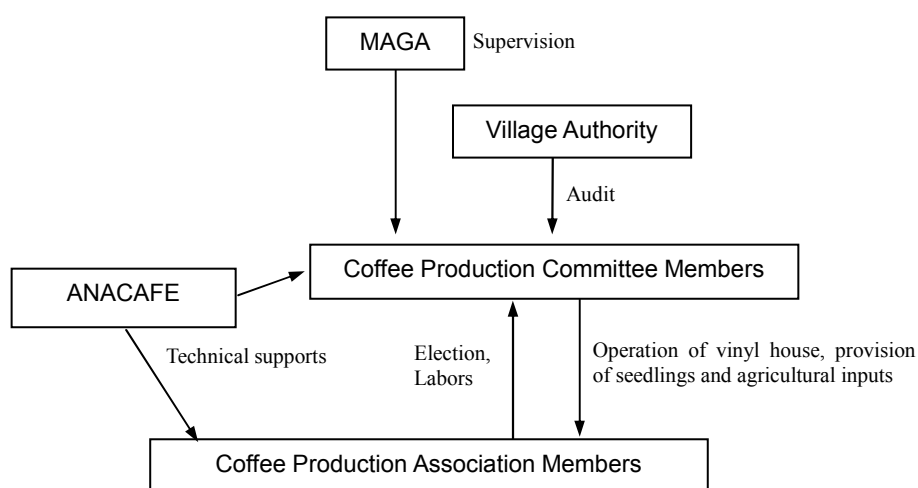 MAGA
Supervision
Village Authority
Audit
Coffee Production Committee Members
ANACAFE
Technical supports
Election,
Labors
Operation of vinyl house, provision
of seedlings and agricultural inputs
Coffee Production Association Members